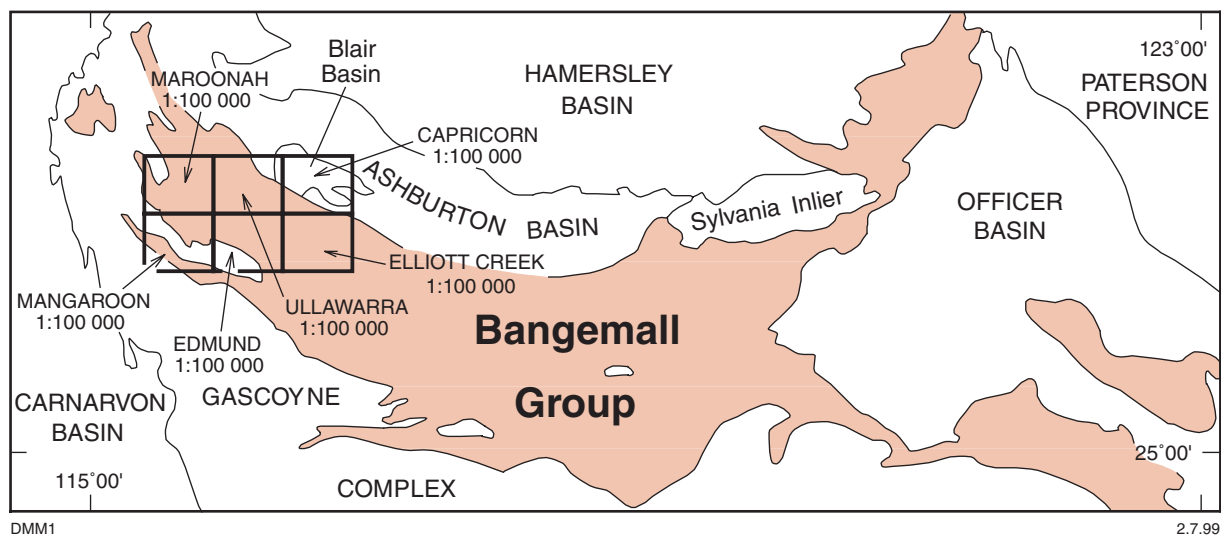 123°00'
Blair
Basin
HAMERSLEY
BASIN
PATERSON
PROVINCE
MAROONAH
1:100 000
CAPRICORN
1:100 000
ASHBURTON BASIN
Sylvania Inlier
OFFICER
BASIN
ELLIOTT CREEK
1:100 000
MANGAROON
1:100 000
ULLAWARRA
1:100 000
EDMUND
1:100 000
Bangemall
Group
GASCOYNE
CARNARVON
BASIN
25°00'
115°00'
COMPLEX
DMM1
2.7.99